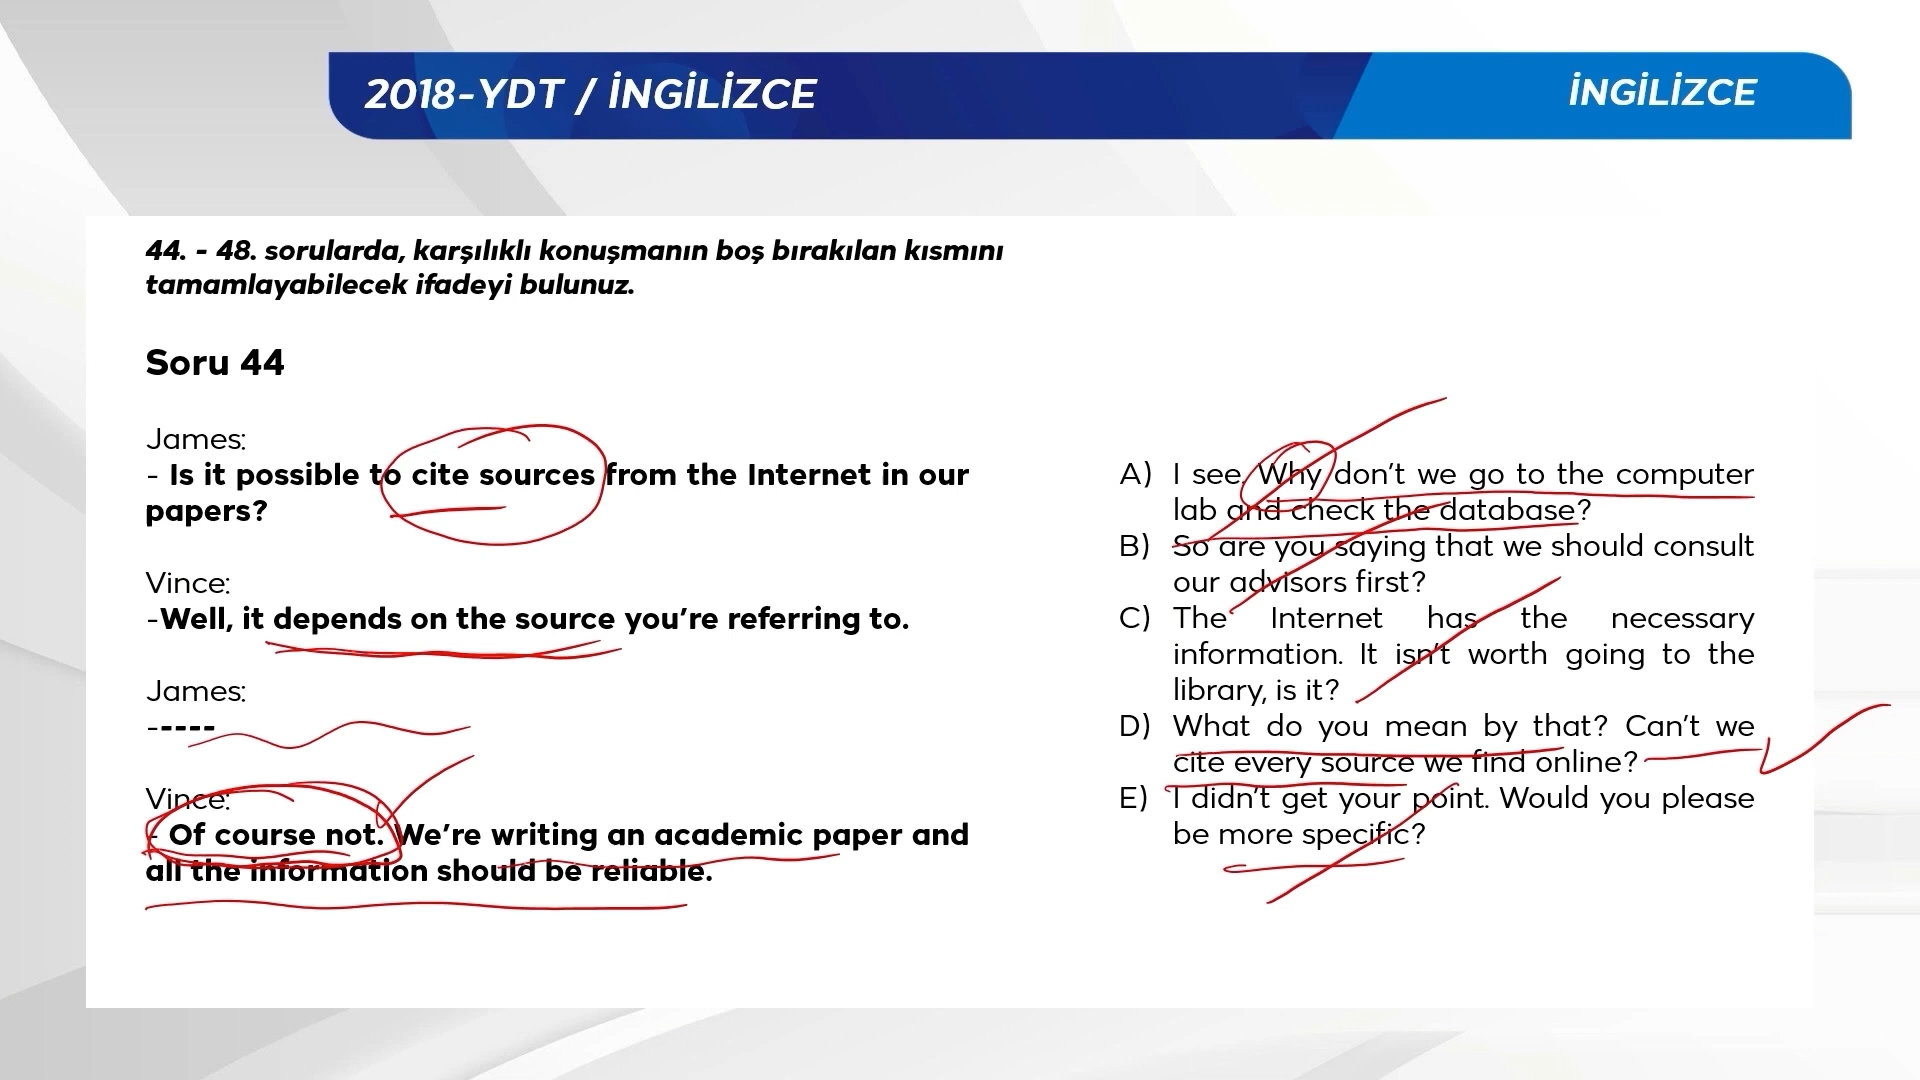 2018-YDT / İNGİLİZCE
İNGİLİZCE
44. - 48. sorularda, karşılıklı konuşmanın boş bırakılan kısmını
tamamlayabilecek ifadeyi bulunuz.
Soru 44
James:
- Is it possible to cite sources from the Internet in our
papers?
Vince:
-Well, it depends on the source you’re referring to.
James:
-----
Vince:
- Of course not. We’re writing an academic paper and
all the information should be reliable.
A) I see. Why don’t we go to the computer
lab and check the database?
B) So are you saying that we should consult
our advisors first?
C) The Internet has the necessary
information. It isn’t worth going to the
library, is it?
D) What do you mean by that? Can’t we
cite every source we find online?
E) I didn’t get your point. Would you please
be more specific?